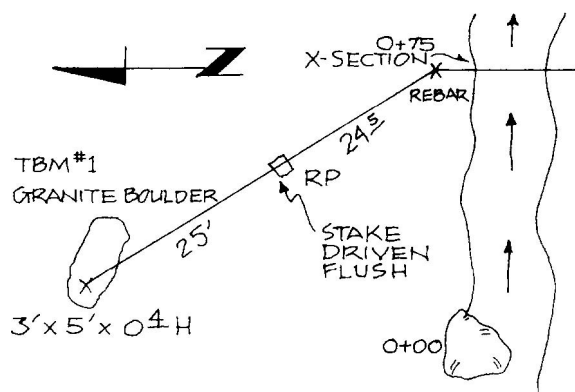 N
0+75
X-SECTION
REBAR
24 5
TBM #1
GRANITE BOULDER
RP
25'
STAKE
DRIVEN
FLUSH
3' x 5' x 0 4 H
0+00